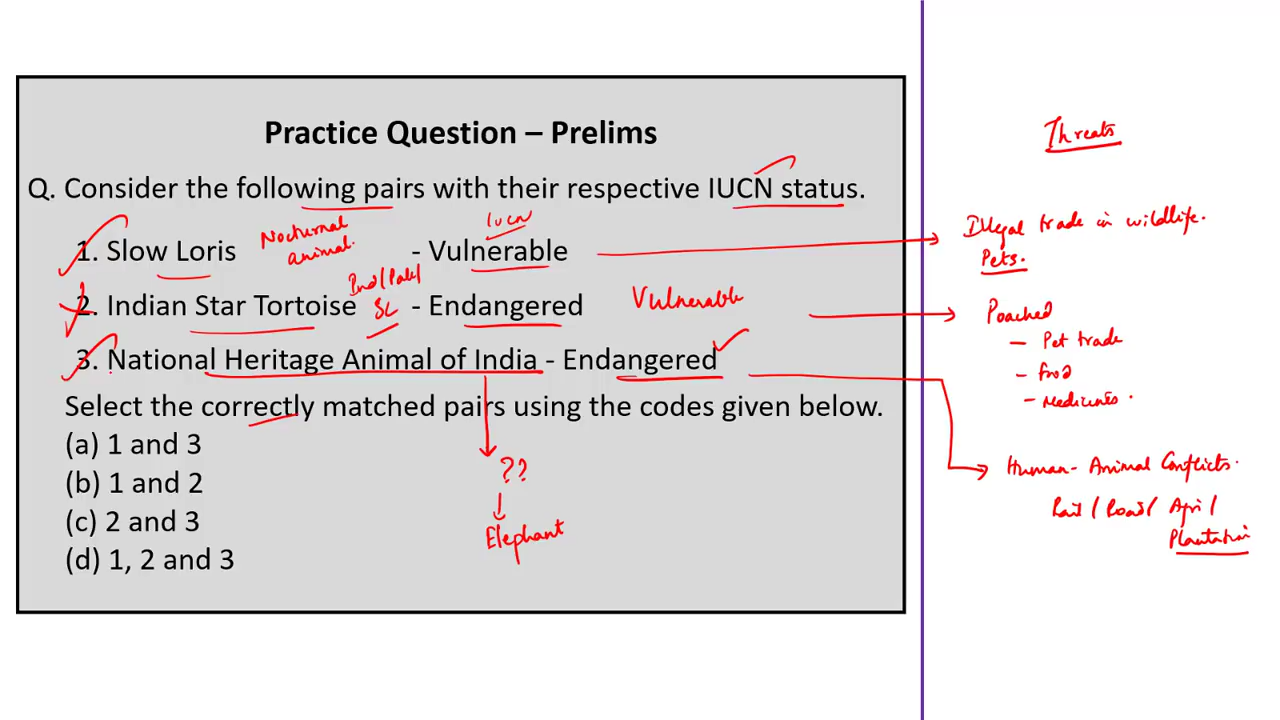 Practice Question – Prelims
Q. Consider the following pairs with their respective IUCN status.
1. Slow Loris Nocturnal animal. - Vulnerable IUCN
2. Indian Star Tortoise SL - Endangered Vulnerable
3. National Heritage Animal of India - Endangered
Select the correctly matched pairs using the codes given below.
(a) 1 and 3
(b) 1 and 2
(c) 2 and 3
(d) 1, 2 and 3
??
Elephant
Threats
Illegal trade in wildlife.
Pets.
Poached
- Pet trade
- food
- Medicines.
Human - Animal Conflicts.
Rail / Road / Agri /
Plantation